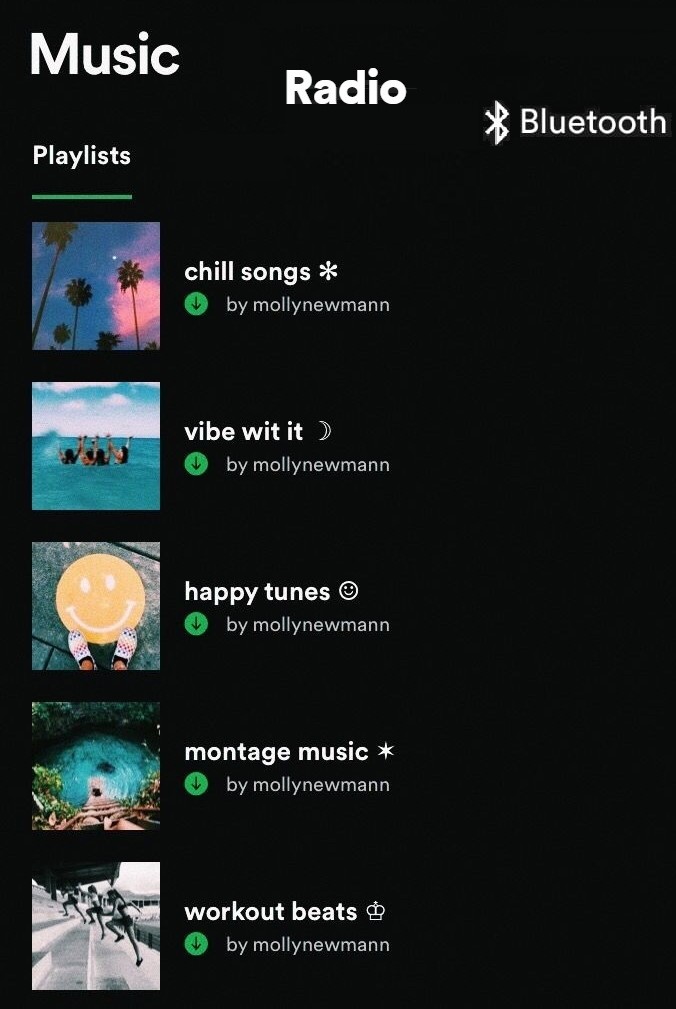 Music
Radio
Bluetooth
Playlists
chill songs ✻
by mollynewmann
vibe wit it ☽
by mollynewmann
happy tunes ☺
by mollynewmann
montage music ✶
by mollynewmann
workout beats ♔
by mollynewmann